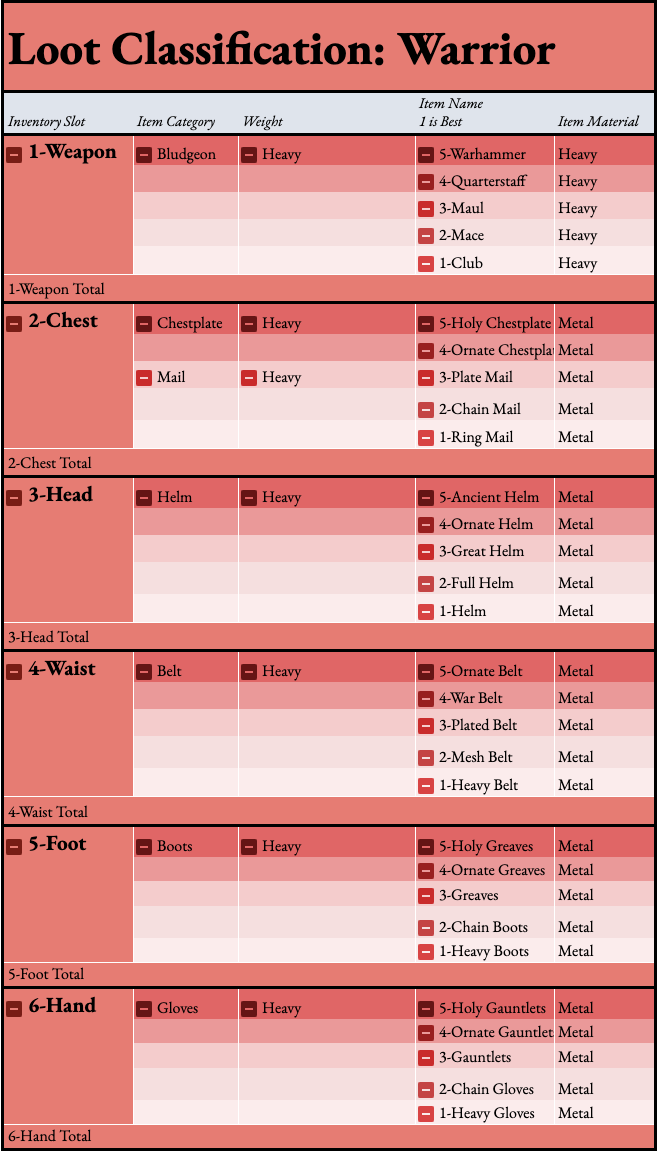 Loot Classification: Warrior
Inventory Slot Item Category Weight Item Name 1 is Best Item Material
1-Weapon Bludgeon Heavy 5-Warhammer Heavy
4-Quarterstaff Heavy
3-Maul Heavy
2-Mace Heavy
1-Club Heavy
1-Weapon Total
2-Chest Chestplate Heavy 5-Holy Chestplate Metal
4-Ornate Chestpla Metal
Mail Heavy 3-Plate Mail Metal
2-Chain Mail Metal
1-Ring Mail Metal
2-Chest Total
3-Head Helm Heavy 5-Ancient Helm Metal
4-Ornate Helm Metal
3-Great Helm Metal
2-Full Helm Metal
1-Helm Metal
3-Head Total
4-Waist Belt Heavy 5-Ornate Belt Metal
4-War Belt Metal
3-Plated Belt Metal
2-Mesh Belt Metal
1-Heavy Belt Metal
4-Waist Total
5-Foot Boots Heavy 5-Holy Greaves Metal
4-Ornate Greaves Metal
3-Greaves Metal
2-Chain Boots Metal
1-Heavy Boots Metal
5-Foot Total
6-Hand Gloves Heavy 5-Holy Gauntlets Metal
4-Ornate Gauntlet Metal
3-Gauntlets Metal
2-Chain Gloves Metal
1-Heavy Gloves Metal
6-Hand Total